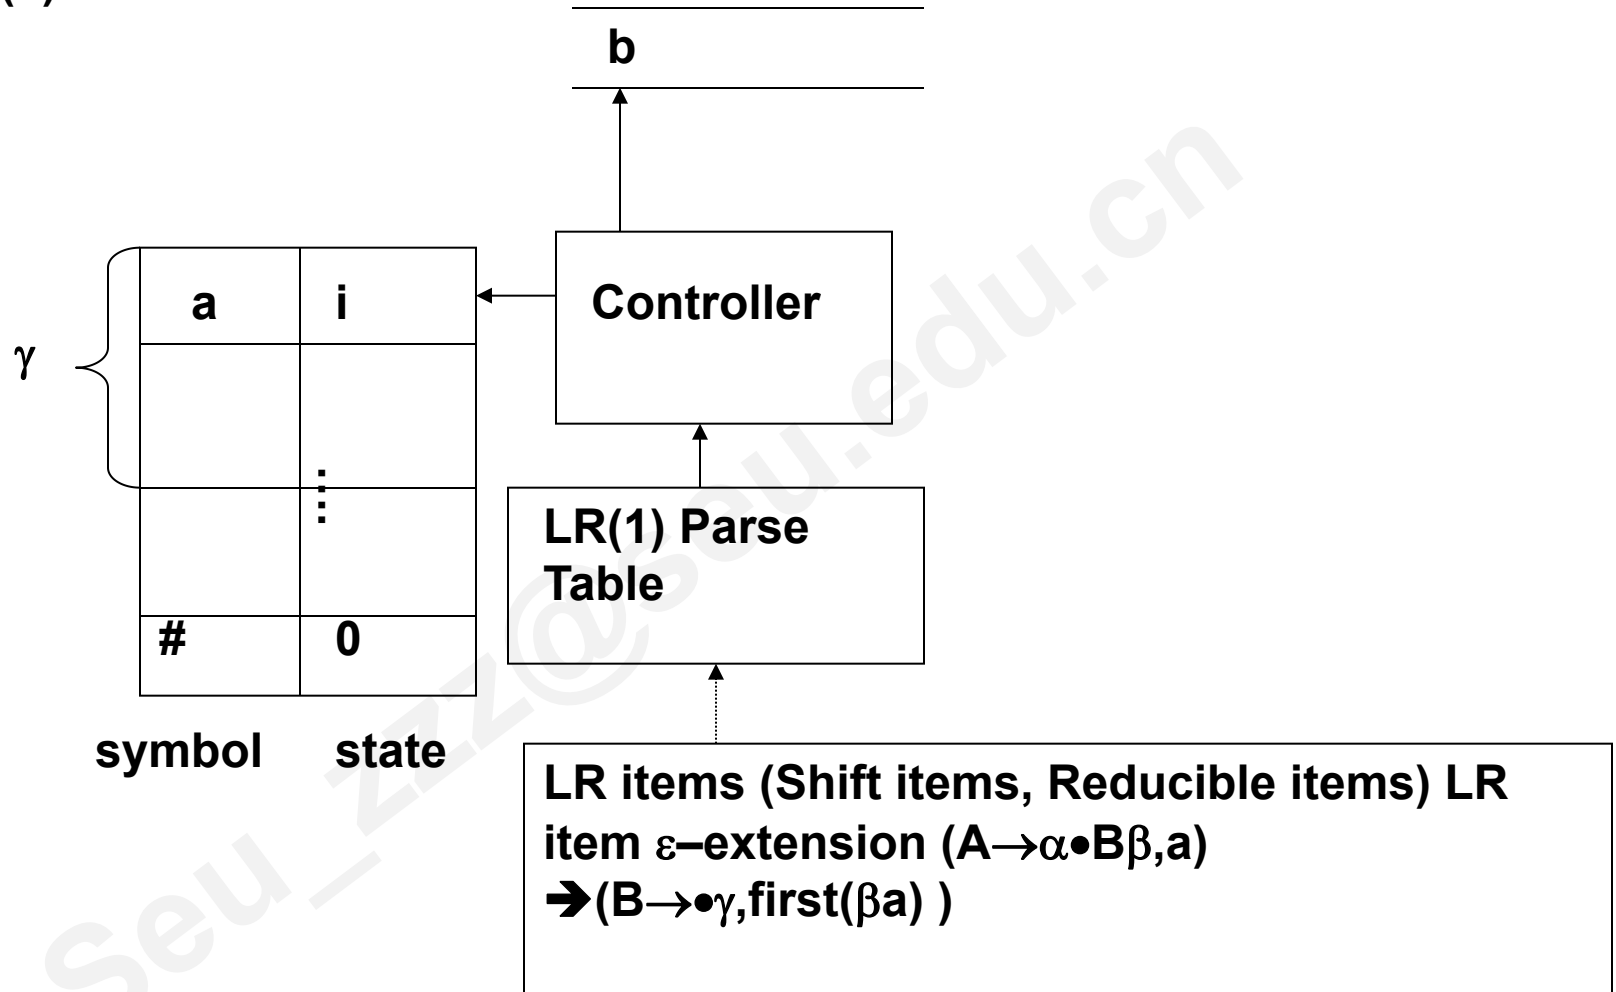 b
a i
Controller
γ
⋮
LR(1) Parse
Table
# 0
symbol state
LR items (Shift items, Reducible items) LR
item ε–extension (A→α•Bβ,a)
➔(B→•γ,first(βa) )
Seu_zzz@seu.edu.cn